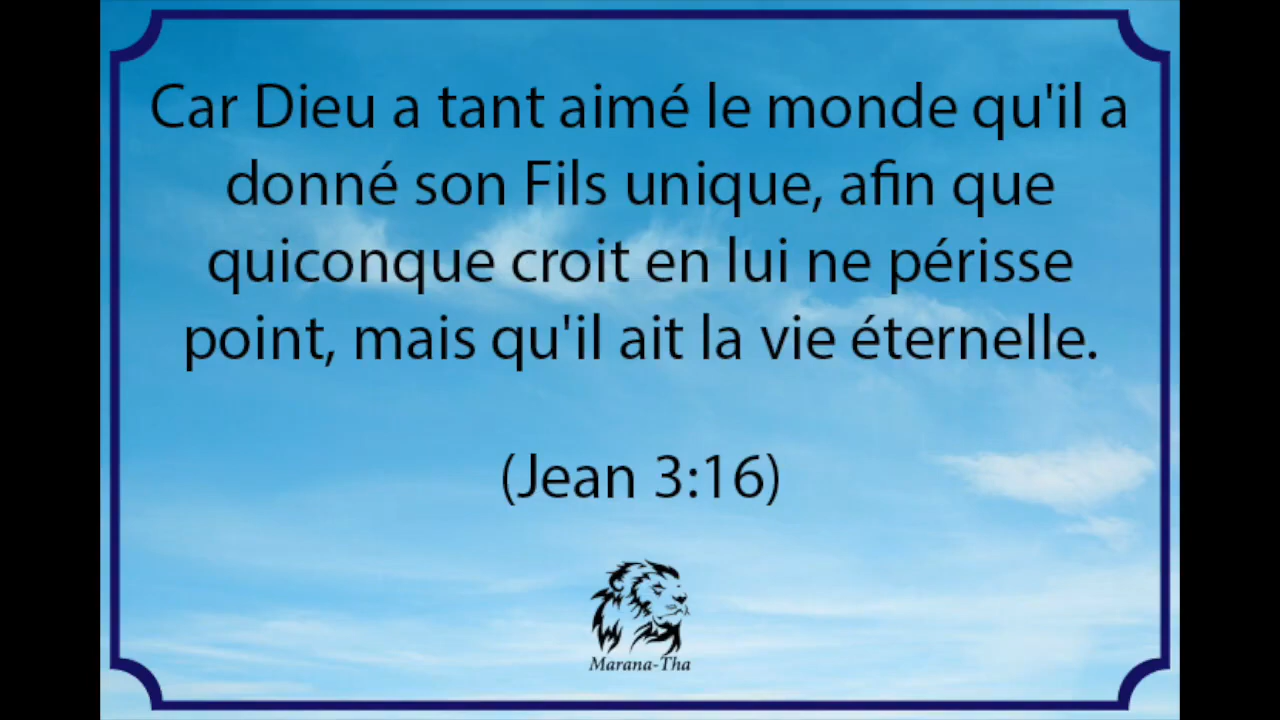 Car Dieu a tant aimé le monde qu'il a
donné son Fils unique, afin que
quiconque croit en lui ne périsse
point, mais qu'il ait la vie éternelle.
(Jean 3:16)
Marana-Tha